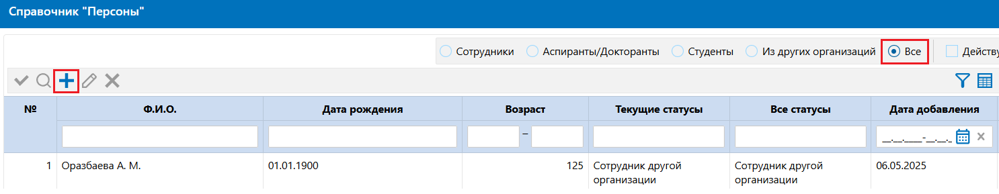 Справочник "Персоны"
Сотрудники Аспиранты/Докторанты Студенты Из других организаций Все Действу
№ Ф.И.О. Дата рождения Возраст Текущие статусы Все статусы Дата добавления
– __.__.____-__.__._
1 Оразбаева А. М. 01.01.1900 125 Сотрудник другой организации Сотрудник другой организации 06.05.2025